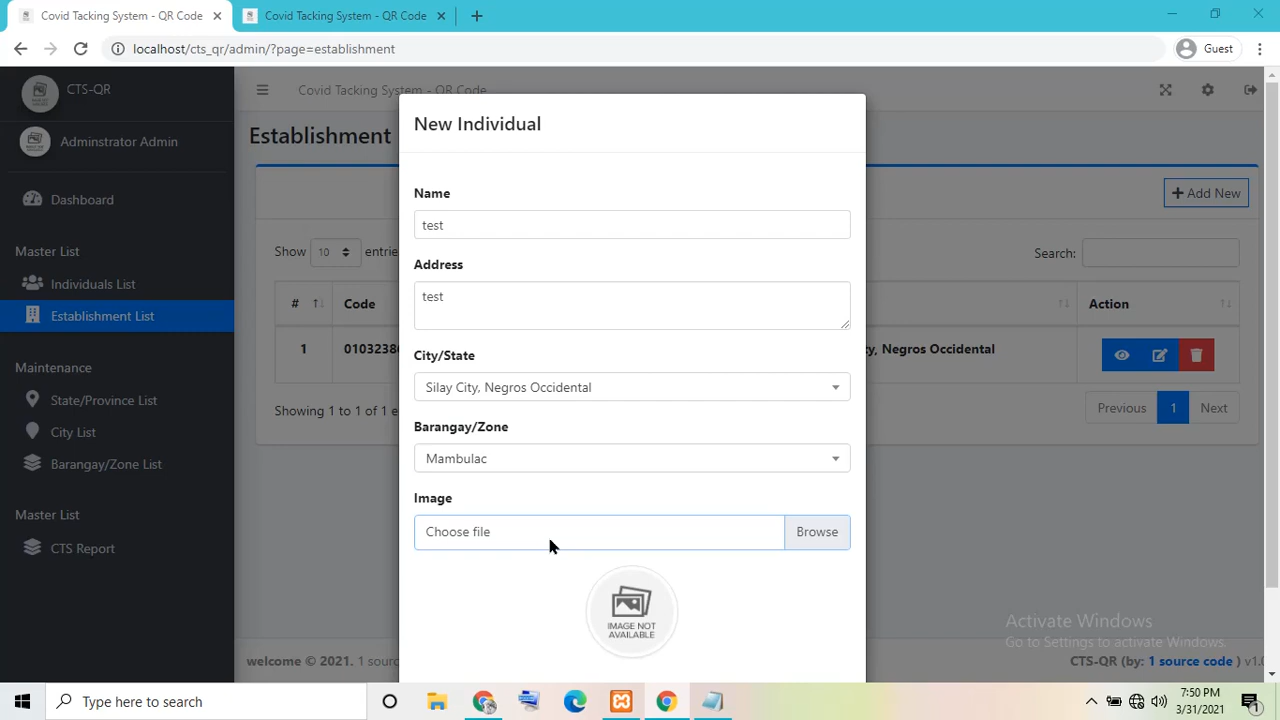 Covid Tacking System - QR Code
Covid Tacking System - QR Code
localhost/cts_qr/admin/?page=establishment
Guest
CTS-QR
Covid Tacking System - QR Code
Adminstrator Admin
Dashboard
Master List
Individuals List
Establishment List
Maintenance
State/Province List
City List
Barangay/Zone List
Master List
CTS Report
Establishment
Add New
Show 10 entrie
Search:
# Code Action
1 0103238 y, Negros Occidental
Showing 1 to 1 of 1 e
Previous 1 Next
New Individual
Name
test
Address
test
City/State
Silay City, Negros Occidental
Barangay/Zone
Mambulac
Image
Choose file Browse
IMAGE NOT
AVAILABLE
Activate Windows
Go to Settings to activate Windows.
welcome © 2021. 1 sourc
CTS-QR (by: 1 source code ) v1.0
Type here to search
7:50 PM
3/31/2021
1